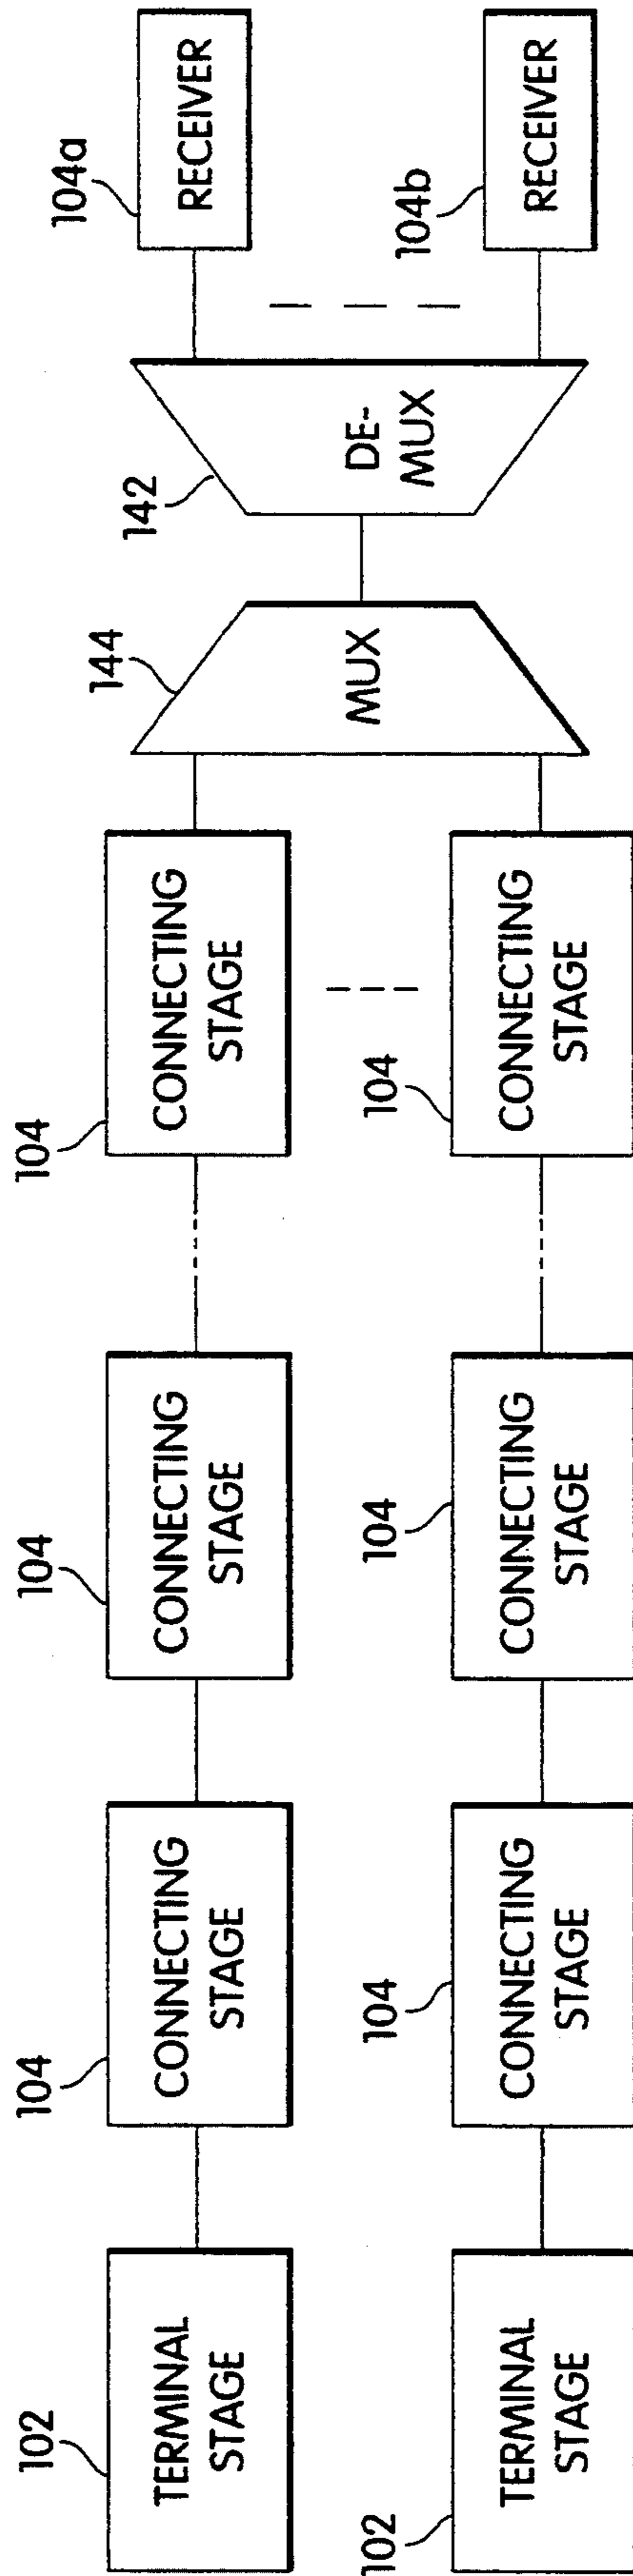 102
TERMINAL
STAGE
104
CONNECTING
STAGE
104
CONNECTING
STAGE
104
CONNECTING
STAGE
144
MUX
142
DE-
MUX
104a
RECEIVER
102
TERMINAL
STAGE
104
CONNECTING
STAGE
104
CONNECTING
STAGE
104
CONNECTING
STAGE
104b
RECEIVER